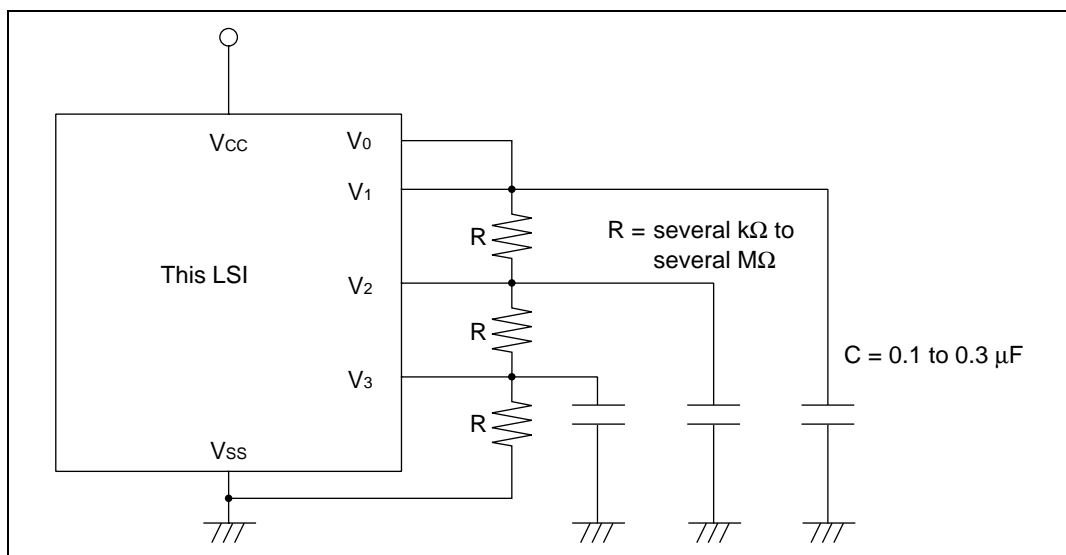 VCC
V0
V1
R
R = several kΩ to
several MΩ
This LSI
V2
R
C = 0.1 to 0.3 μF
V3
R
VSS